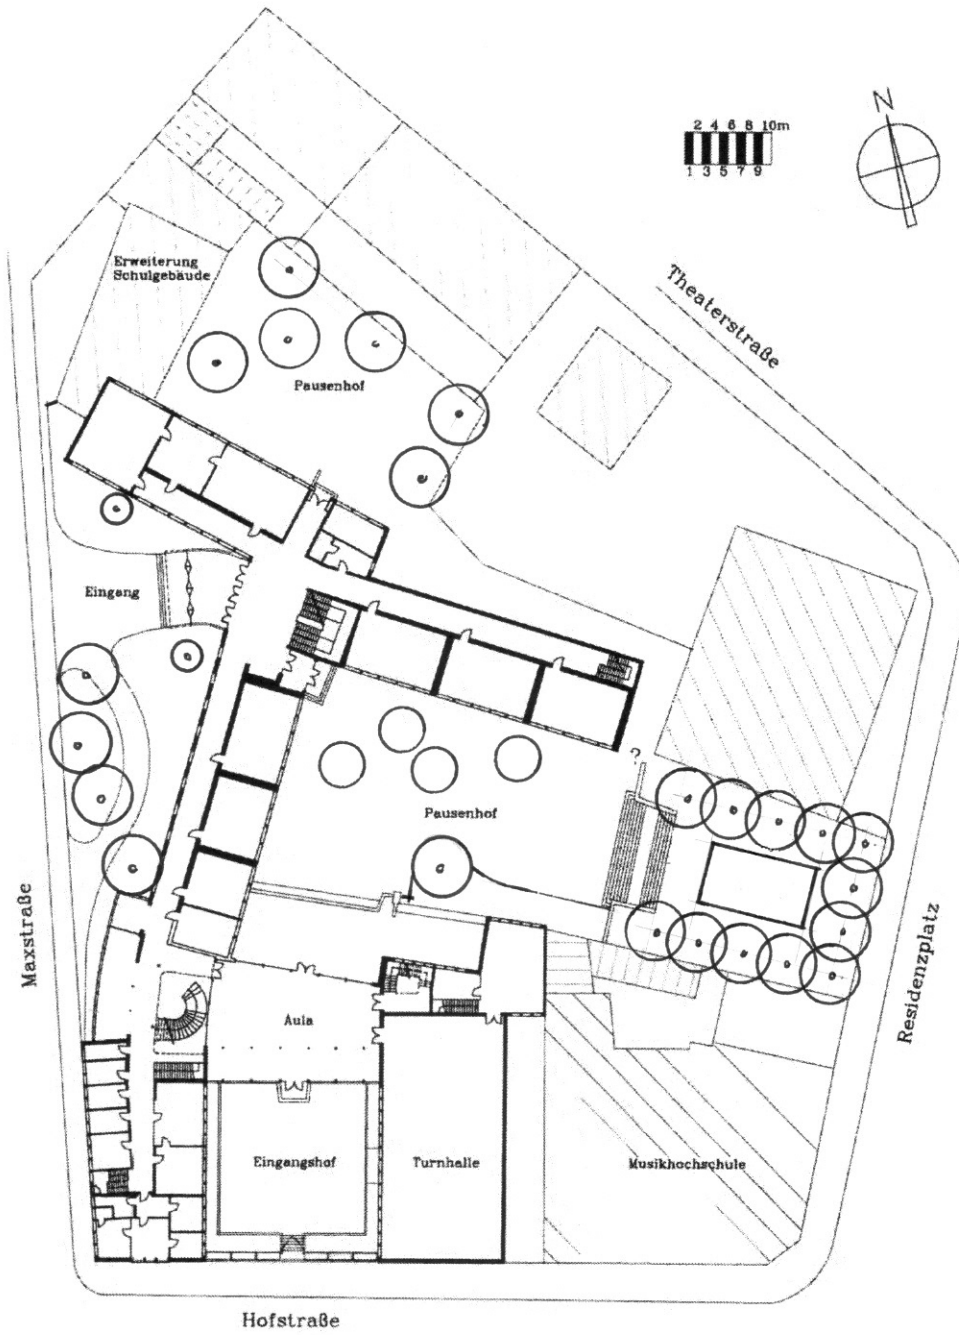 N
2 4 6 8 10m
1 3 5 7 9
Erweiterung
Schulgebäude
Theaterstraße
Pausenhof
Eingang
?
Pausenhof
Maxstraße
Residenzplatz
Aula
Eingangshof
Turnhalle
Musikhochschule
Hofstraße